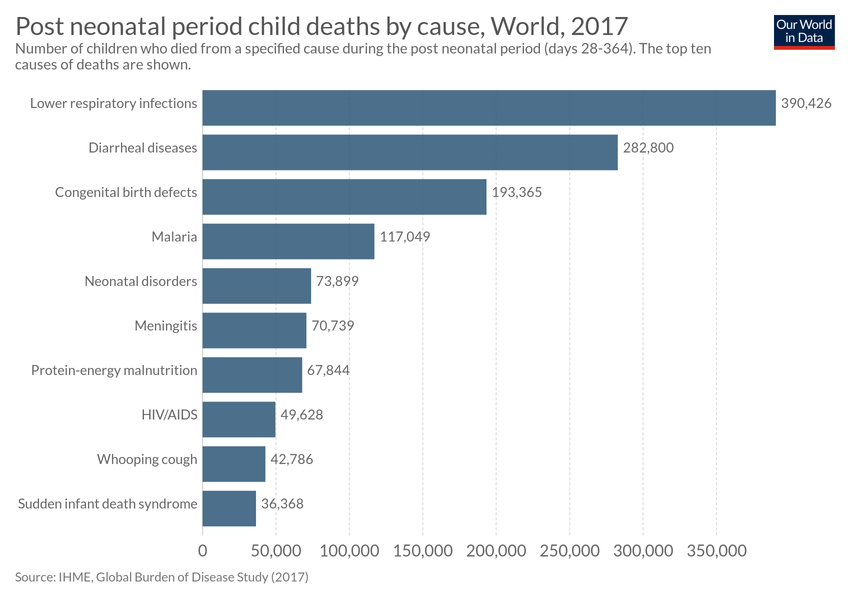 Post neonatal period child deaths by cause, World, 2017
Our World
in Data
Number of children who died from a specified cause during the post neonatal period (days 28-364). The top ten
causes of deaths are shown.
Lower respiratory infections 390,426
Diarrheal diseases 282,800
Congenital birth defects 193,365
Malaria 117,049
Neonatal disorders 73,899
Meningitis 70,739
Protein-energy malnutrition 67,844
HIV/AIDS 49,628
Whooping cough 42,786
Sudden infant death syndrome 36,368
0 50,000 100,000 150,000 200,000 250,000 300,000 350,000
Source: IHME, Global Burden of Disease Study (2017)